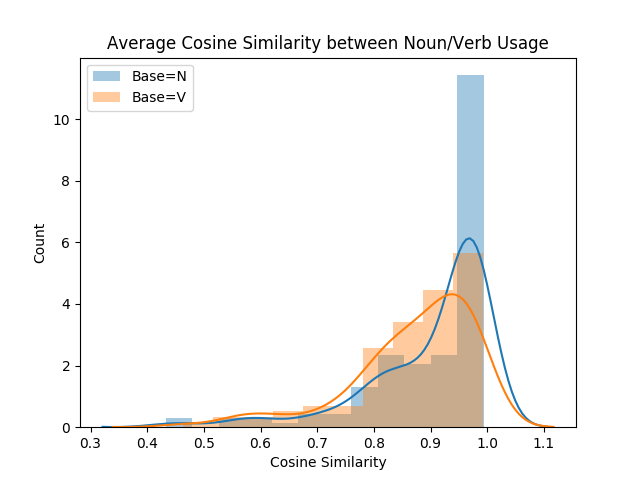 Average Cosine Similarity between Noun/Verb Usage
Base=N
Base=V
Count
10
8
6
4
2
0
0.3 0.4 0.5 0.6 0.7 0.8 0.9 1.0 1.1
Cosine Similarity